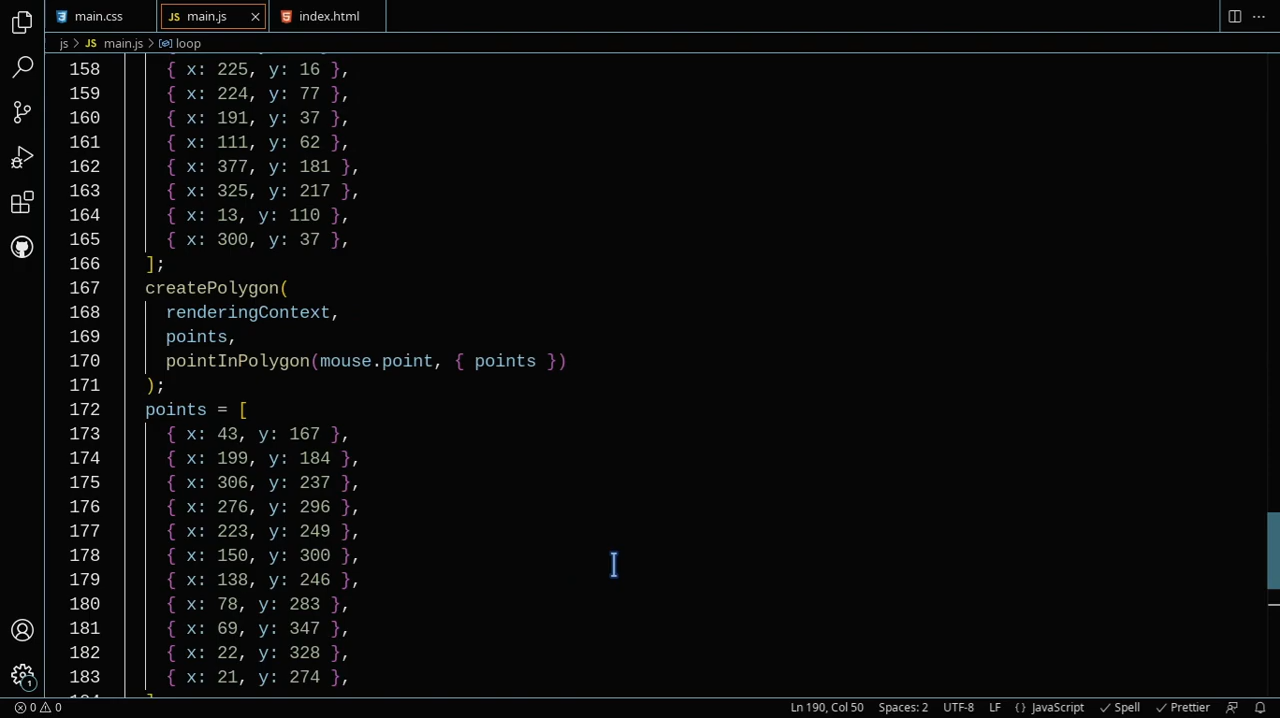 main.css JS main.js index.html
js > JS main.js > loop
158 { x: 225, y: 16 },
159 { x: 224, y: 77 },
160 { x: 191, y: 37 },
161 { x: 111, y: 62 },
162 { x: 377, y: 181 },
163 { x: 325, y: 217 },
164 { x: 13, y: 110 },
165 { x: 300, y: 37 },
166 ];
167 createPolygon(
168 renderingContext,
169 points,
170 pointInPolygon(mouse.point, { points })
171 );
172 points = [
173 { x: 43, y: 167 },
174 { x: 199, y: 184 },
175 { x: 306, y: 237 },
176 { x: 276, y: 296 },
177 { x: 223, y: 249 },
178 { x: 150, y: 300 },
179 { x: 138, y: 246 },
180 { x: 78, y: 283 },
181 { x: 69, y: 347 },
182 { x: 22, y: 328 },
183 { x: 21, y: 274 },
0 0 Ln 190, Col 50 Spaces: 2 UTF-8 LF {} JavaScript Spell Prettier